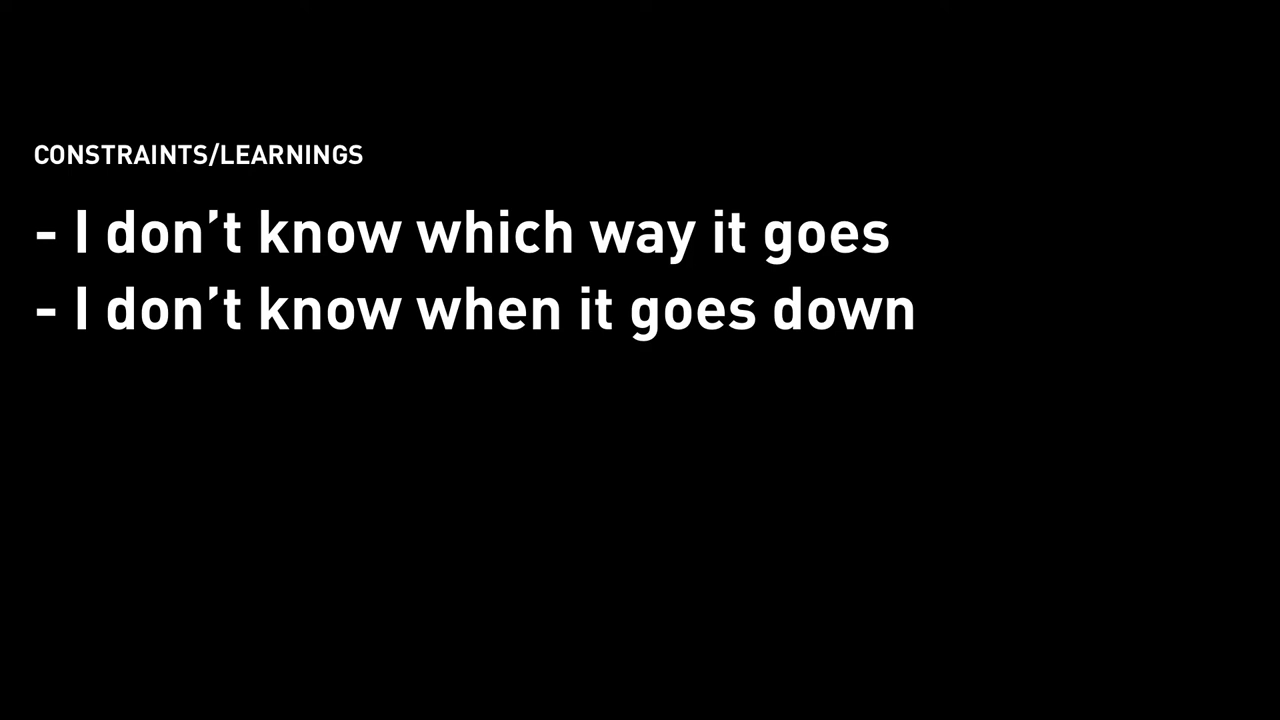 CONSTRAINTS/LEARNINGS
- I don’t know which way it goes
- I don’t know when it goes down